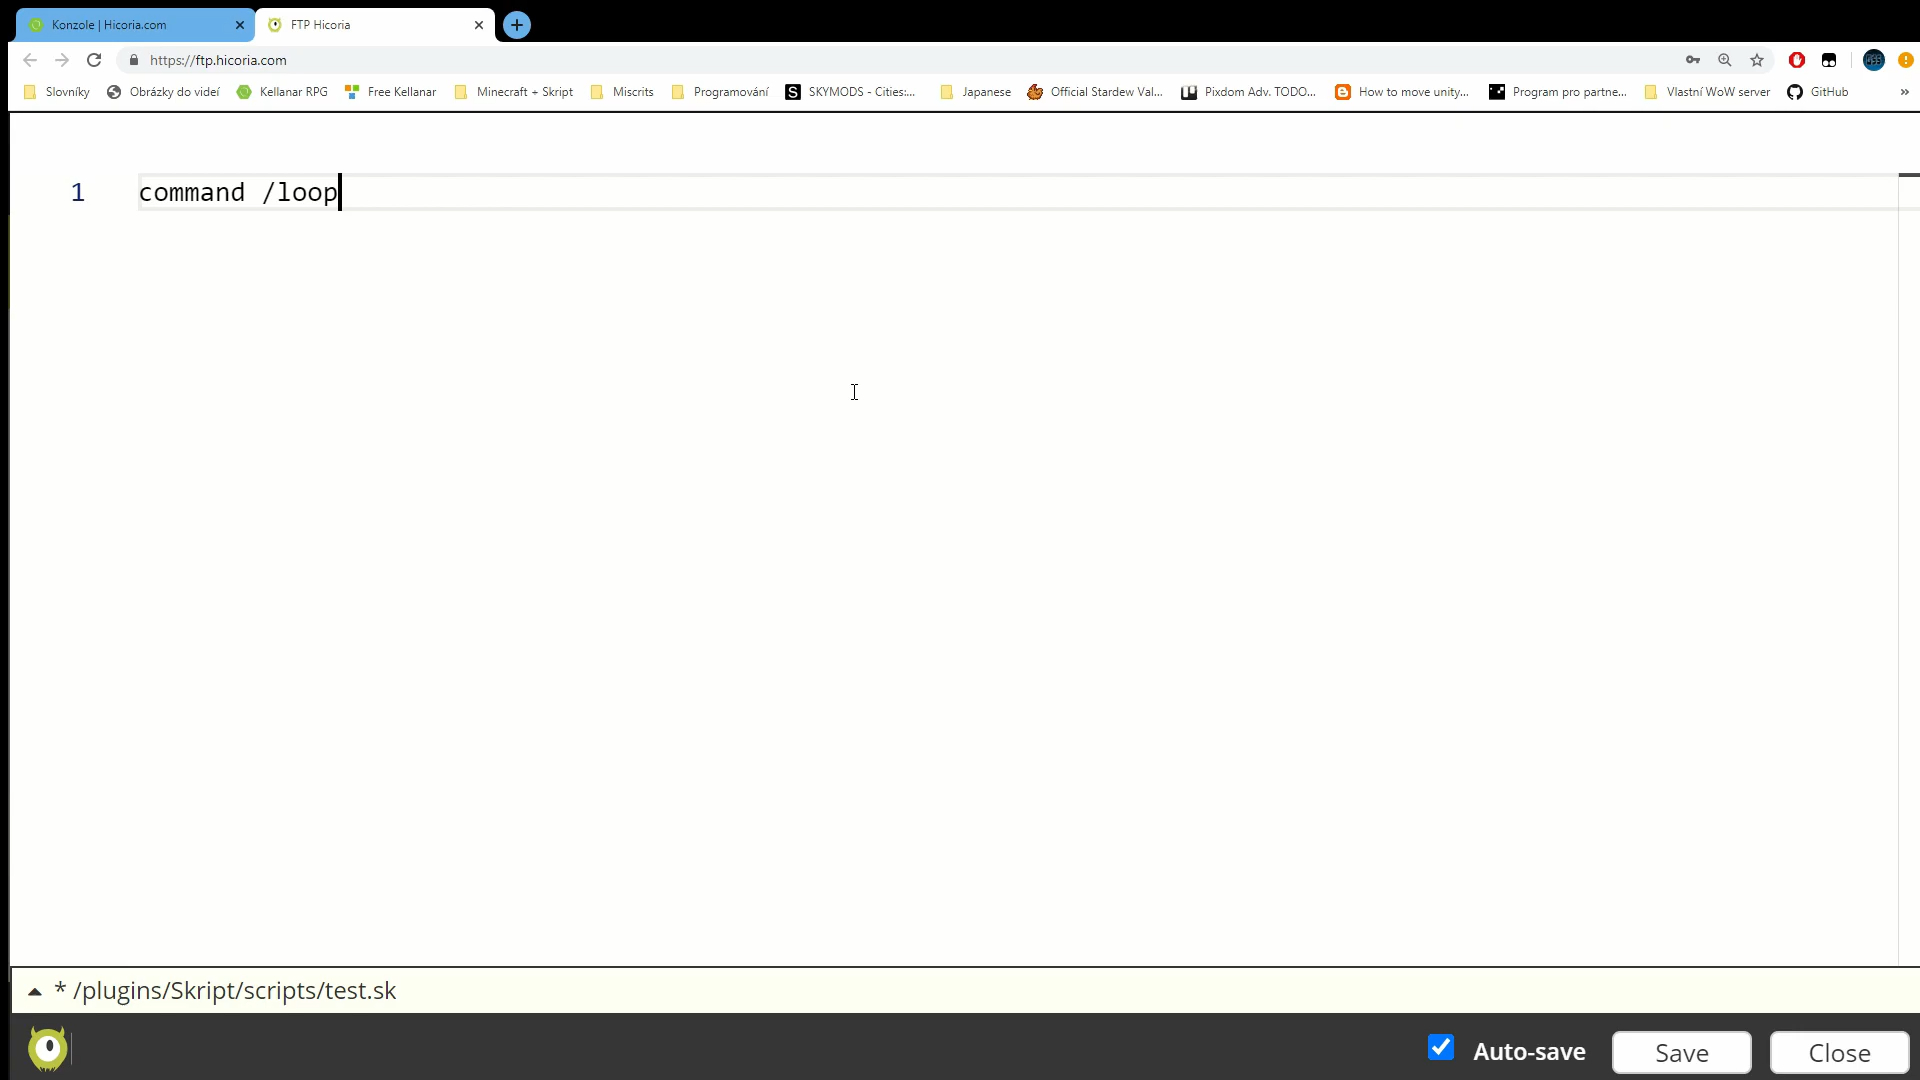 Konzole | Hicoria.com
FTP Hicoria
https://ftp.hicoria.com
Slovníky
Obrázky do videí
Kellanar RPG
Free Kellanar
Minecraft + Skript
Miscrits
Programování
SKYMODS - Cities:...
Japanese
Official Stardew Val...
Pixdom Adv. TODO...
How to move unity...
Program pro partne...
Vlastní WoW server
GitHub
»
1 command /loop
* /plugins/Skript/scripts/test.sk
Auto-save
Save
Close